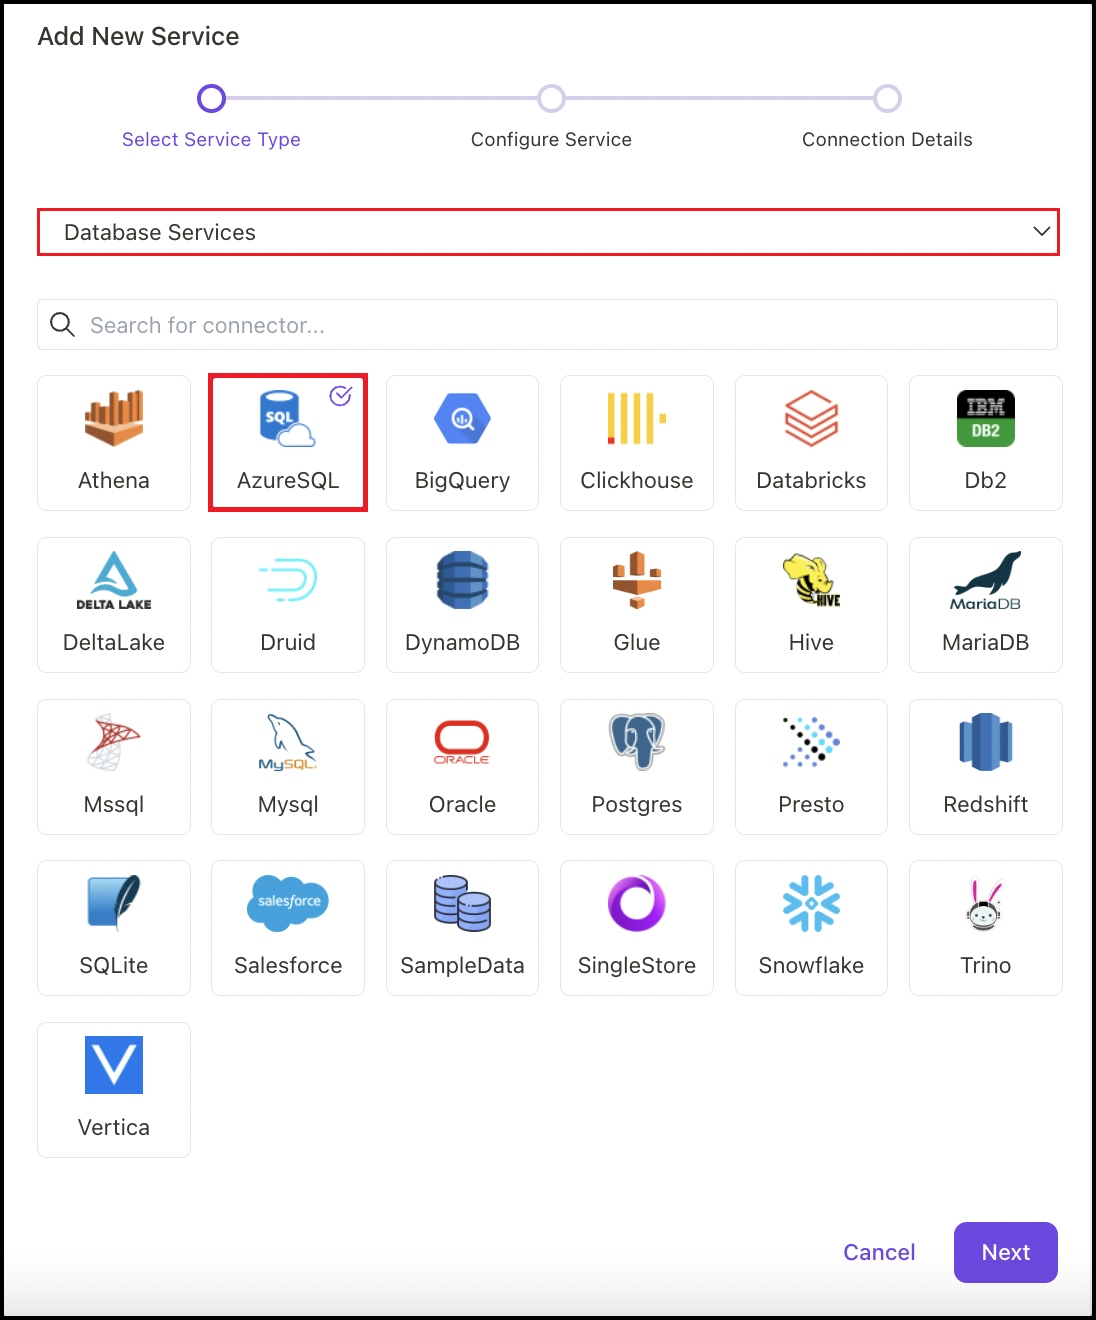 Add New Service
Select Service Type
Configure Service
Connection Details
Database Services
Search for connector...
SQL
IBM
DB2
Athena
AzureSQL
BigQuery
Clickhouse
Databricks
Db2
DELTA LAKE
HIVE
MariaDB
DeltaLake
Druid
DynamoDB
Glue
Hive
MariaDB
MySQL
ORACLE
Mssql
Mysql
Oracle
Postgres
Presto
Redshift
salesforce
SQLite
Salesforce
SampleData
SingleStore
Snowflake
Trino
V
Vertica
Cancel
Next